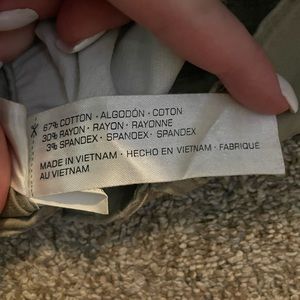 67% COTTON · ALGODÓN · COTON
30% RAYON · RAYON · RAYONNE
3% SPANDEX · SPANDEX · SPANDEX
MADE IN VIETNAM · HECHO EN VIETNAM · FABRIQUÉ
AU VIETNAM